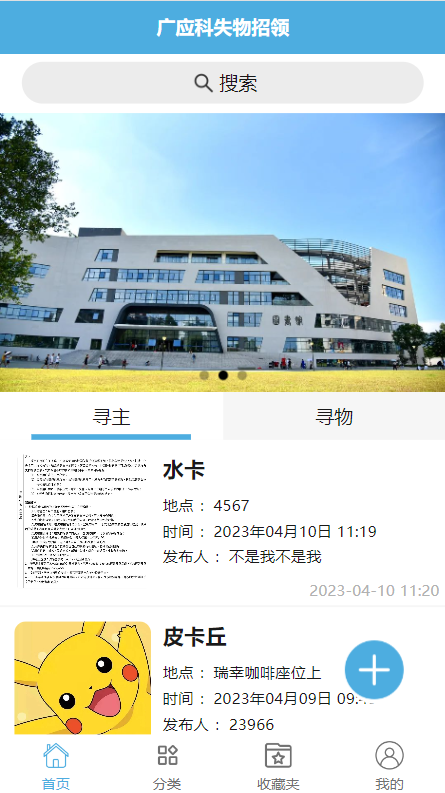 广应科失物招领
搜索
图书馆
寻主
寻物
水卡
地点： 4567
时间： 2023年04月10日 11:19
发布人： 不是我不是我
2023-04-10 11:20
皮卡丘
地点： 瑞幸咖啡座位上
时间： 2023年04月09日
发布人： 23966
首页
分类
收藏夹
我的